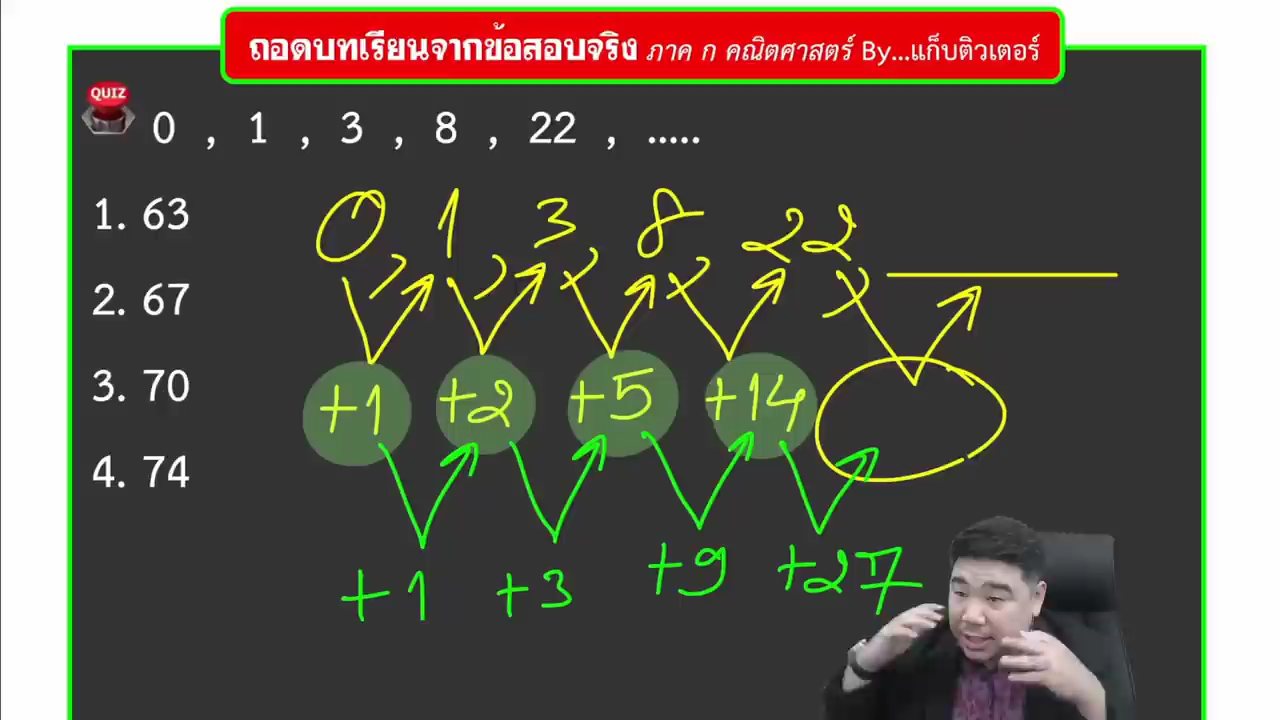 ถอดบทเรียนจากข้อสอบจริง ภาค ก คณิตศาสตร์ By...แก็บติวเตอร์
QUIZ
0 , 1 , 3 , 8 , 22 , .....
1. 63
2. 67
3. 70
4. 74
0 1 3 8 22
+1 +2 +5 +14
+1 +3 +9 +27